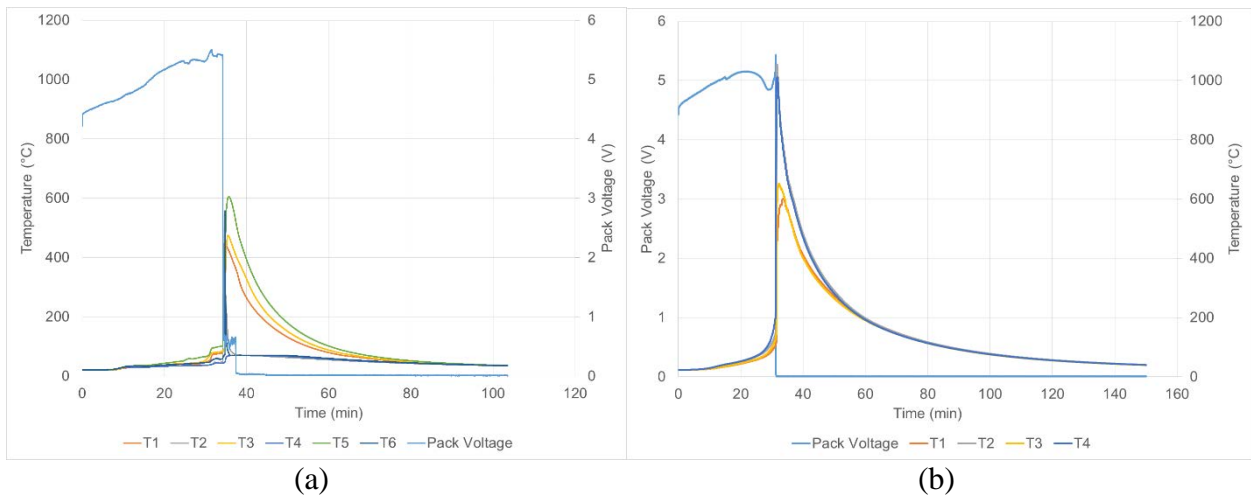 1200
1000
800
600
400
200
0
Temperature (°C)
6
5
4
3
2
1
0
Pack Voltage (V)
0 20 40 60 80 100 120
Time (min)
T1 T2 T3 T4 T5 T6 Pack Voltage
(a)
6
5
4
3
2
1
0
Pack Voltage (V)
1200
1000
800
600
400
200
0
Temperature (°C)
0 20 40 60 80 100 120 140 160
Time (min)
Pack Voltage T1 T2 T3 T4
(b)